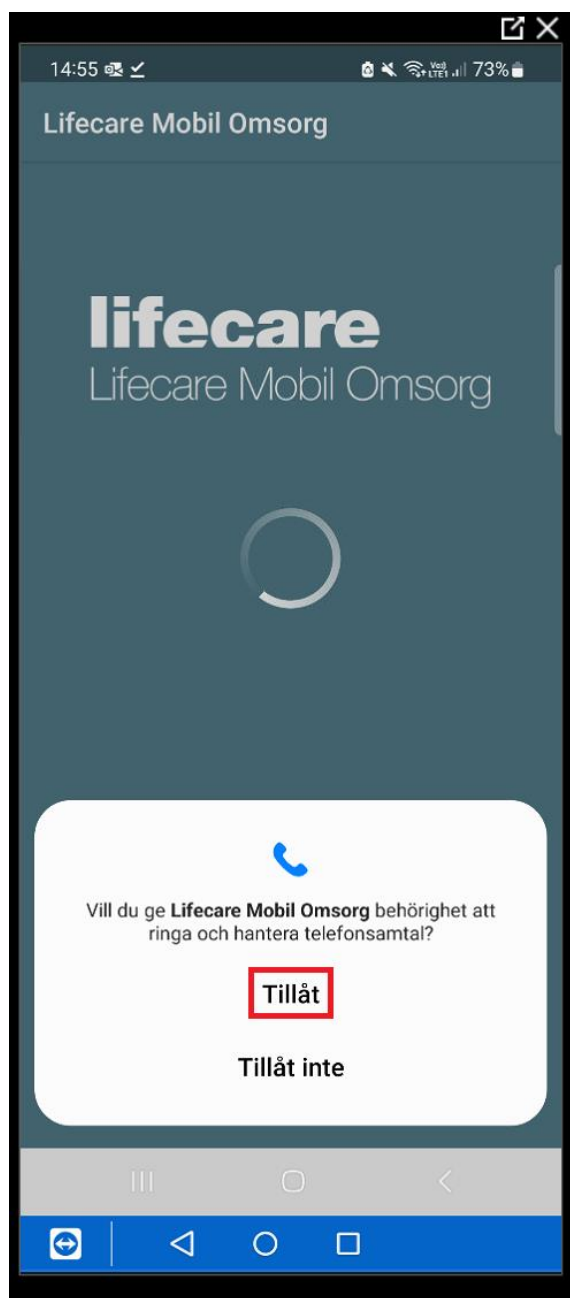 14:55
LTE1 73%
Lifecare Mobil Omsorg
lifecare
Lifecare Mobil Omsorg
Vill du ge Lifecare Mobil Omsorg behörighet att
ringa och hantera telefonsamtal?
Tillåt
Tillåt inte